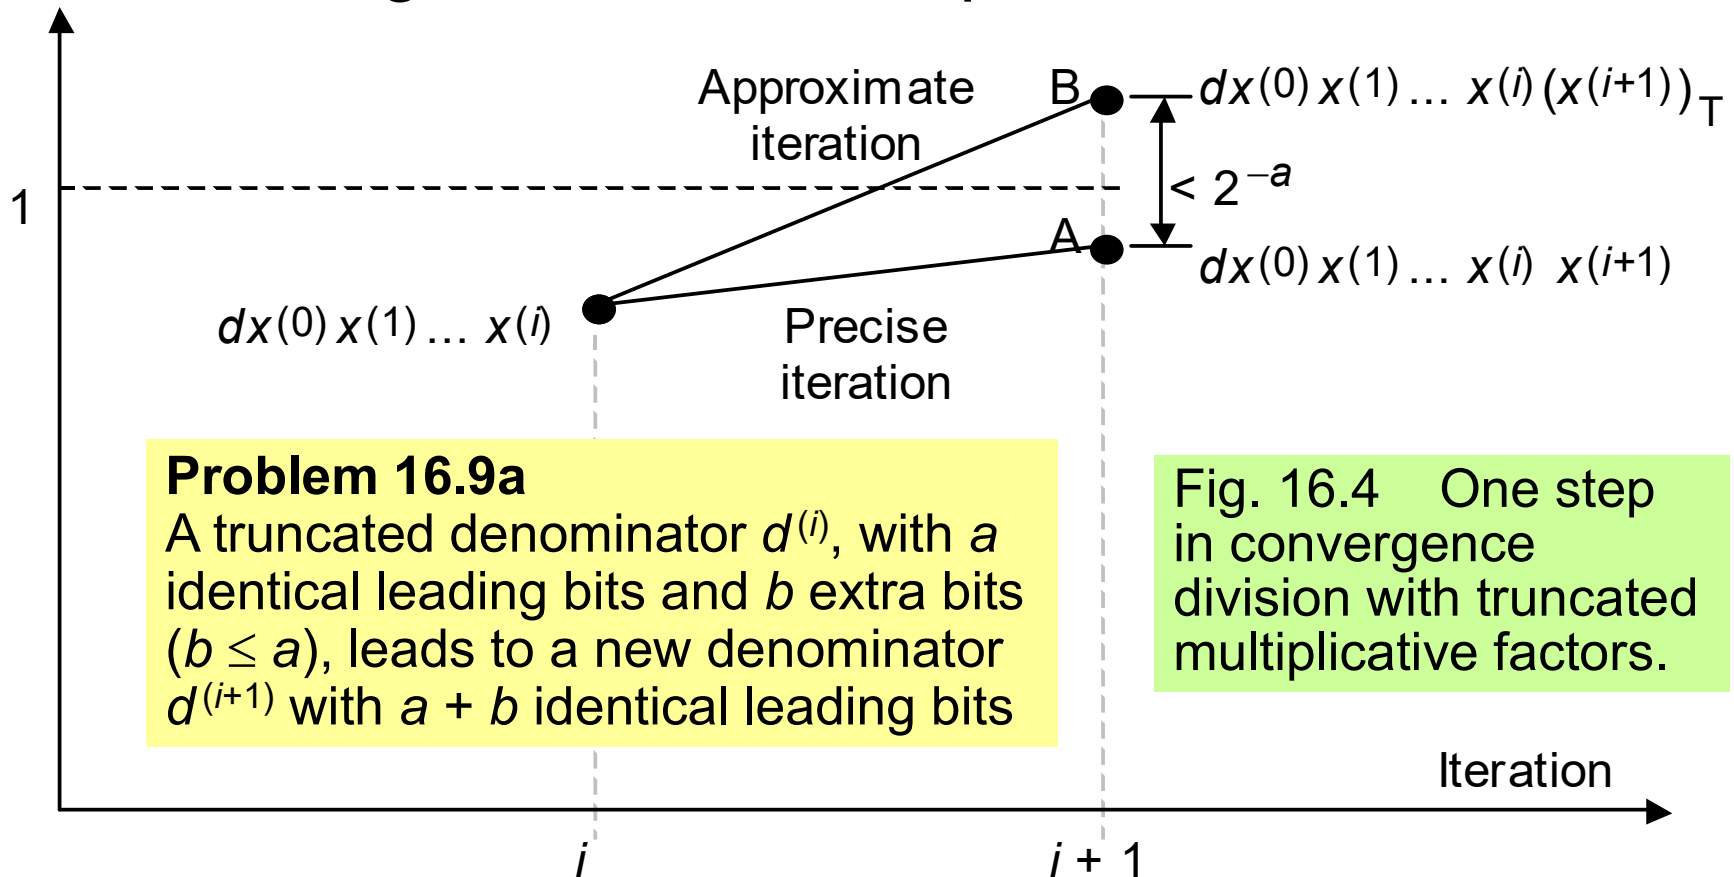 Approximate
iteration
B
dx(0) x(1) ... x(i) (x(i+1))T
1
< 2–a
A
dx(0) x(1) ... x(i) x(i+1)
dx(0) x(1) ... x(i)
Precise
iteration
Problem 16.9a
A truncated denominator d(i), with a
identical leading bits and b extra bits
(b ≤ a), leads to a new denominator
d(i+1) with a + b identical leading bits
Fig. 16.4 One step
in convergence
division with truncated
multiplicative factors.
Iteration
i
i + 1